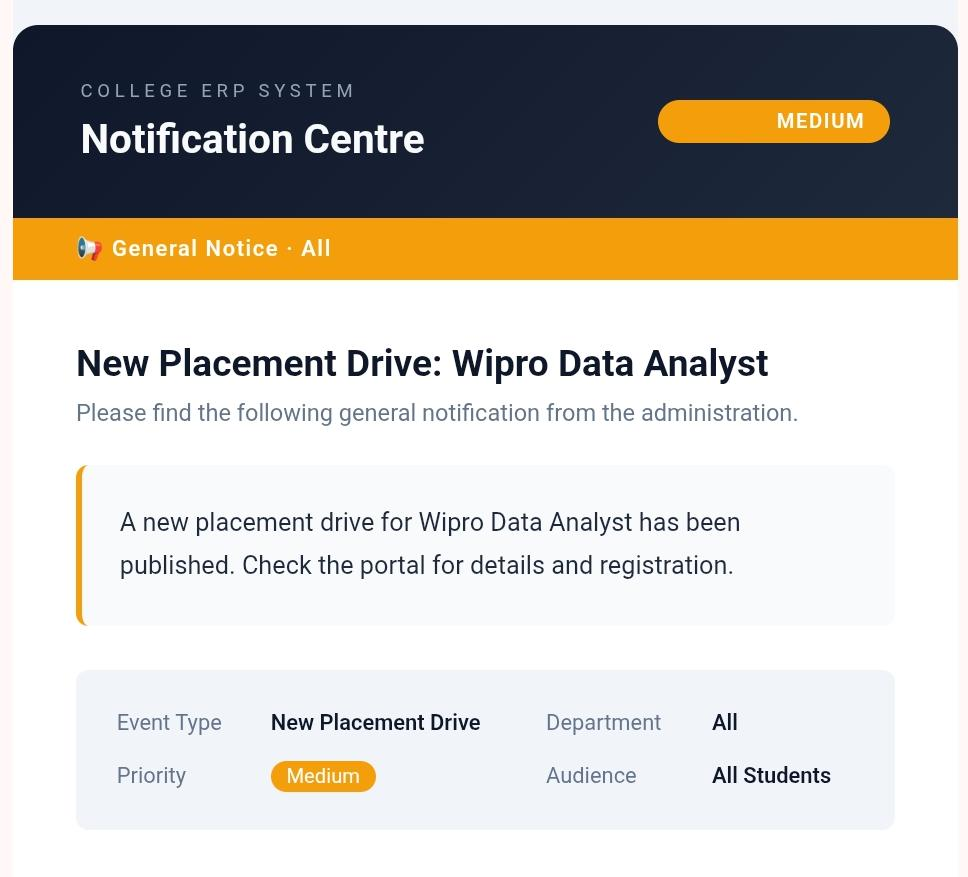 COLLEGE ERP SYSTEM
Notification Centre
MEDIUM
General Notice · All
New Placement Drive: Wipro Data Analyst
Please find the following general notification from the administration.
A new placement drive for Wipro Data Analyst has been
published. Check the portal for details and registration.
Event Type New Placement Drive Department All
Priority Medium Audience All Students